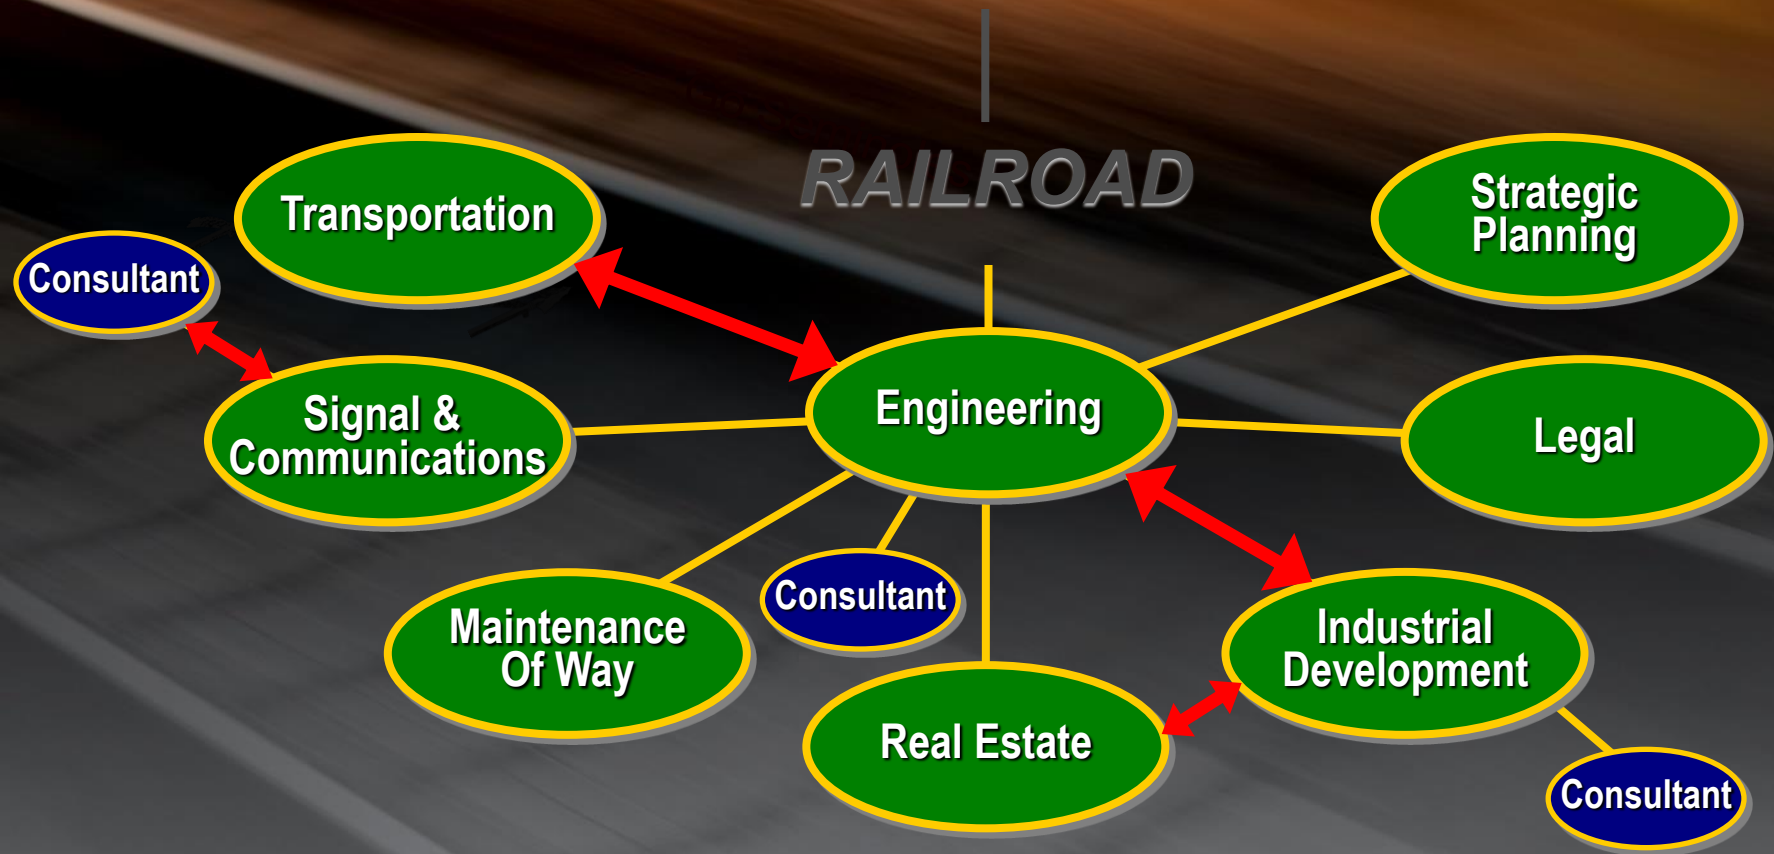 RAILROAD
Transportation
Strategic
Planning
Consultant
Signal &
Communications
Engineering
Legal
Consultant
Maintenance
Of Way
Industrial
Development
Real Estate
Consultant